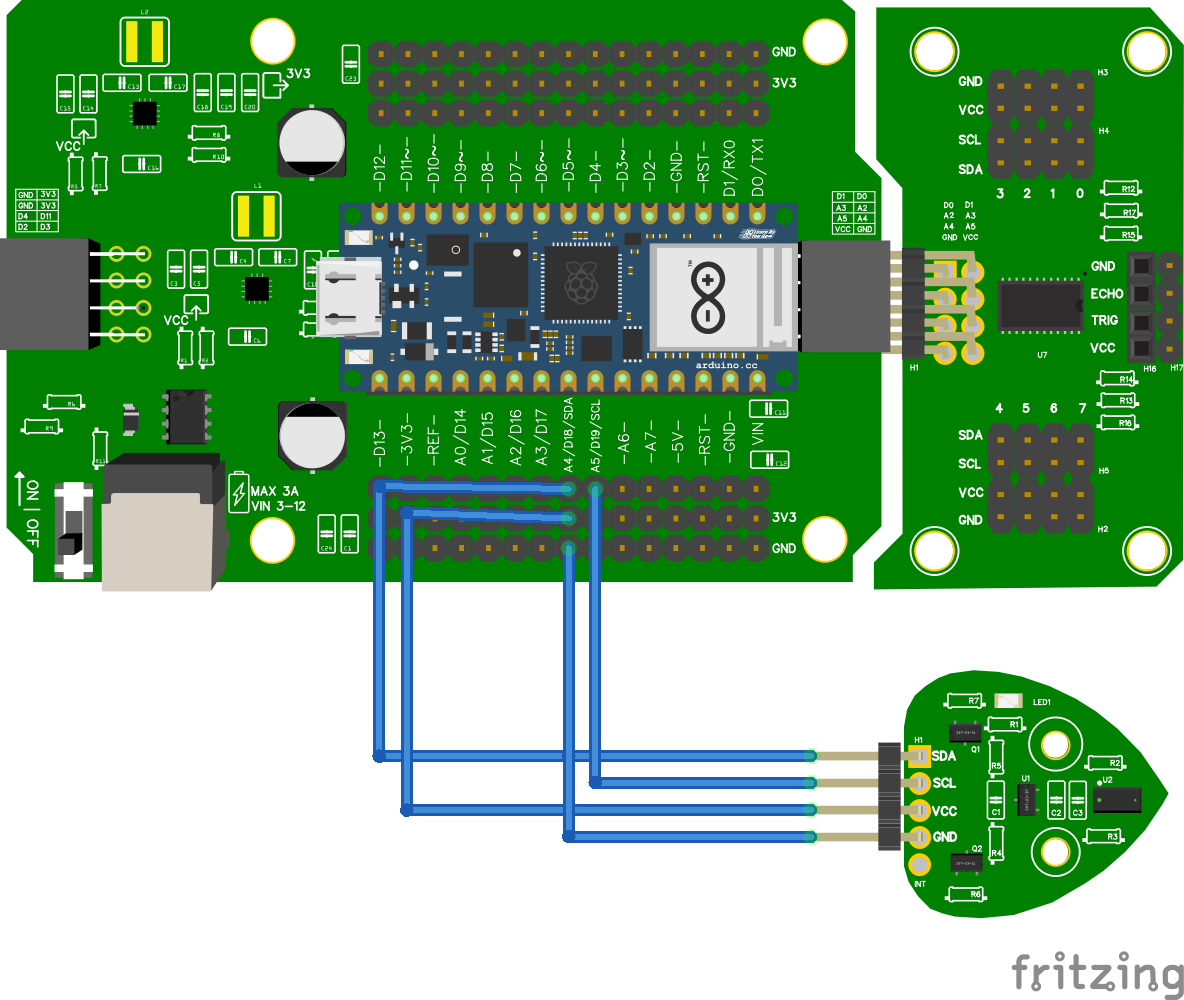 L2
C23
GND
3V3
3V3
C15
C14
C13
C17
C18
C19
C20
VCC
R8
R10
C16
R5
R7
-D12-
-D11~-
-D10~-
-D9~-
-D8-
-D7-
-D6~-
-D5~-
-D4-
-D3~-
-D2-
-GND-
-RST-
D1/RX0
D0/TX1
GND 3V3
GND 3V3
D4 D11
D2 D3
L1
C4
C7
C3
C5
VCC
C6
R1
R2
D1 D0
A3 A2
A5 A4
VCC GND
arduino.cc
-D13-
-3V3-
-REF-
A0/D14
A1/D15
A2/D16
A3/D17
A4/D18/SDA
A5/D19/SCL
-A6-
-A7-
-5V-
-RST-
-GND-
VIN
C11
C12
R6
R9
R11
ON | OFF
MAX 3A
VIN 3-12
C24
C1
3V3
GND
H3
GND
VCC
H4
SCL
SDA
3 2 1 0
R12
R17
R15
D0 D1
A2 A3
A4 A5
GND VCC
GND
ECHO
TRIG
VCC
H1
U7
H16
H17
R14
R13
R16
4 5 6 7
SDA
SCL
H5
VCC
GND
H2
R7
LED1
R1
H1
Q1
SDA
R5
R2
SCL
U1
U2
VCC
C1
C2
C3
GND
R3
Q2
R4
INT
R6
fritzing